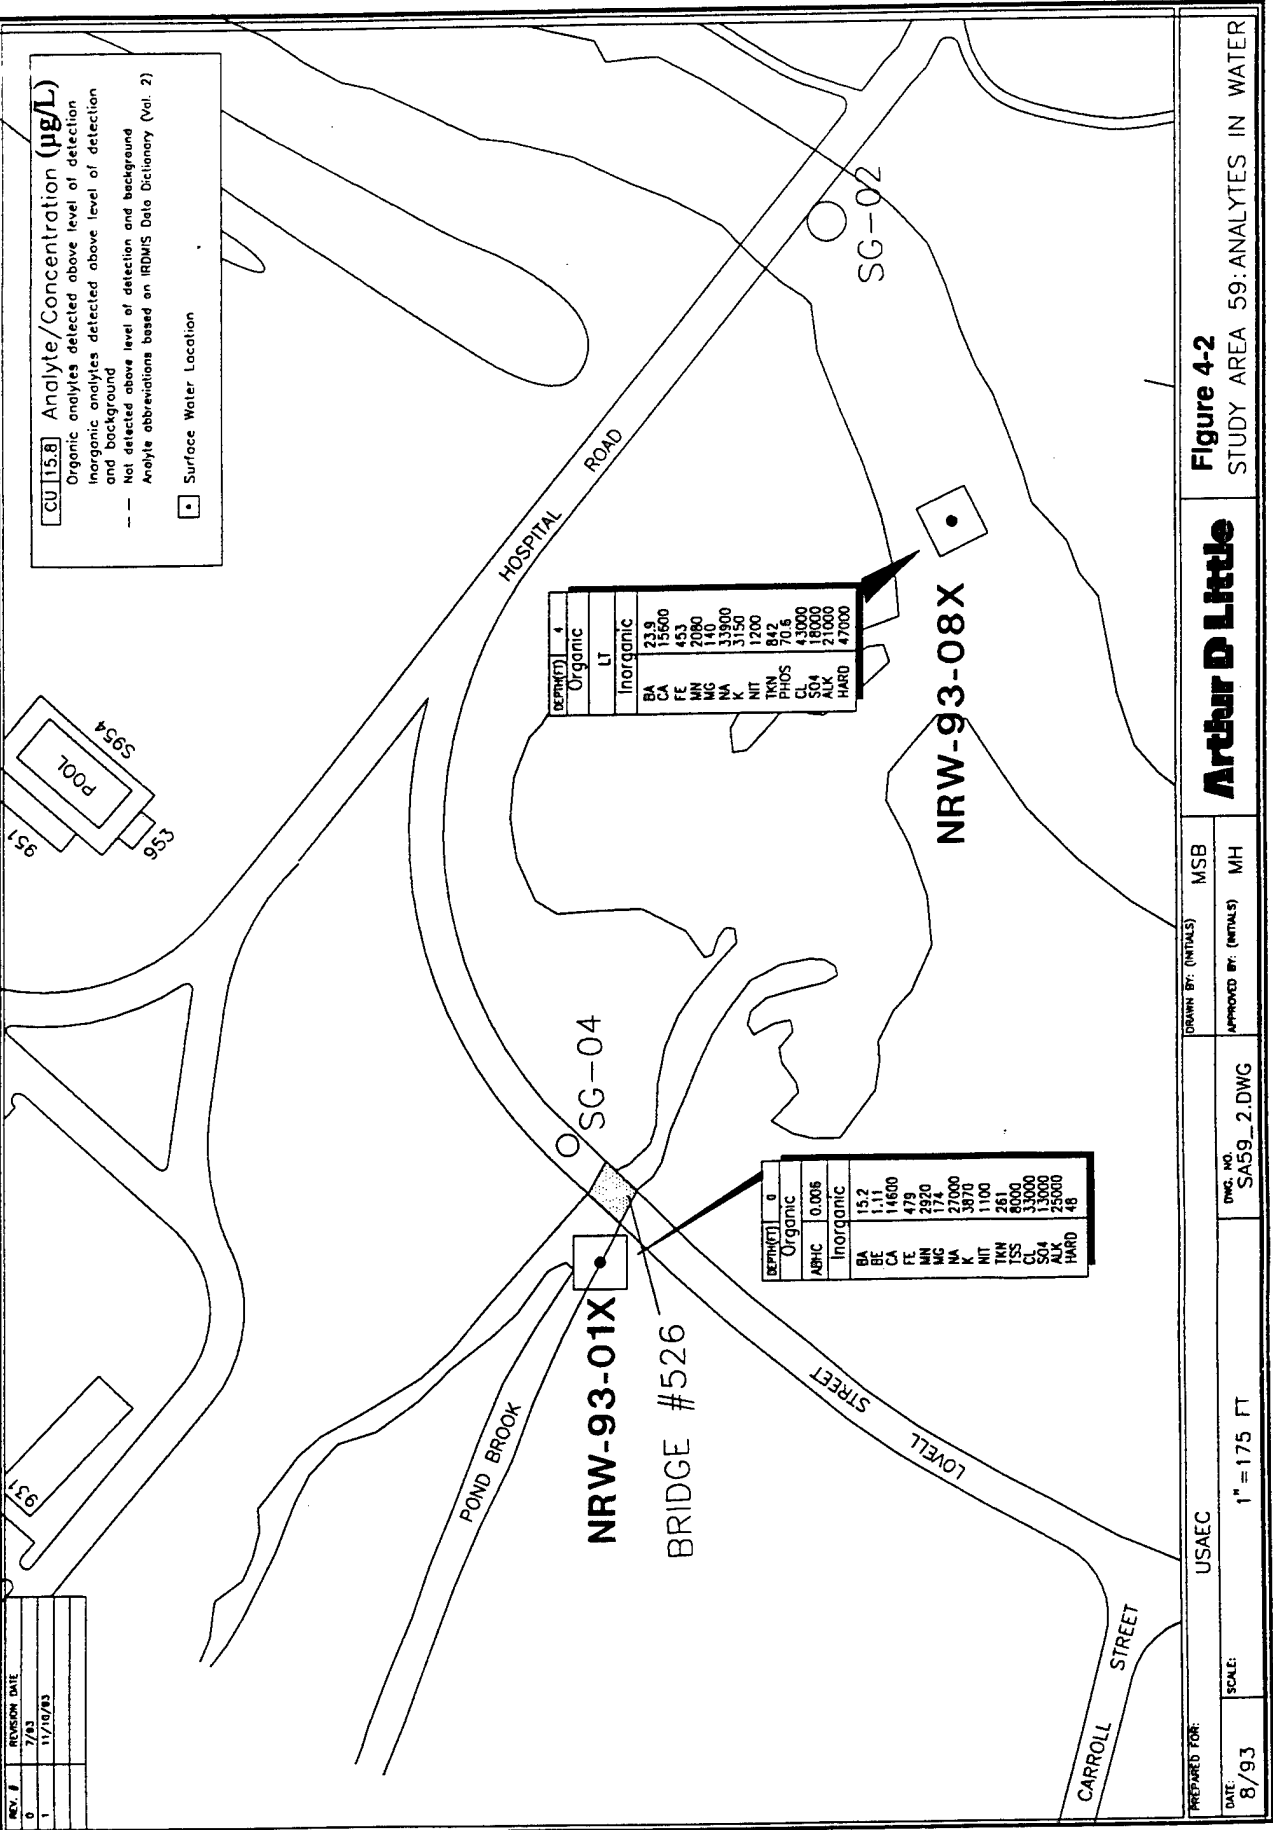 REV. # REVISION DATE
0 7/93
1 11/10/93
CU 15.8 Analyte/Concentration (µg/L)
Organic analytes detected above level of detection
Inorganic analytes detected above level of detection
and background
-- Not detected above level of detection and background
Analyte abbreviations based on IRDMIS Data Dictionary (Vol. 2)
Surface Water Location
931
951
POOL
S954
953
HOSPITAL ROAD
SG-02
SG-04
POND BROOK
NRW-93-01X
BRIDGE #526
LOVELL STREET
CARROLL STREET
NRW-93-08X
DEPTH(FT) 4
Organic
LT
Inorganic
BA 23.9
CA 15600
FE 453
MN 2080
MG 140
NA 33900
K 3150
NIT 1200
TKN 842
PHOS 70.6
CL 43000
SO4 18000
ALK 21000
HARD 47000
DEPTH(FT) 0
Organic
ABHC 0.006
Inorganic
BA 15.2
BE 1.11
CA 14600
FE 479
MN 2920
MG 174
NA 27000
K 3870
NIT 1100
TKN 261
TSS 8000
CL 33000
SO4 13000
ALK 25000
HARD 48
PREPARED FOR: USAEC
DATE: 8/93
SCALE: 1"=175 FT
DWG. NO. SA59_2.DWG
DRAWN BY: (INITIALS) MSB
APPROVED BY: (INITIALS) MH
Arthur D Little
Figure 4-2
STUDY AREA 59: ANALYTES IN WATER